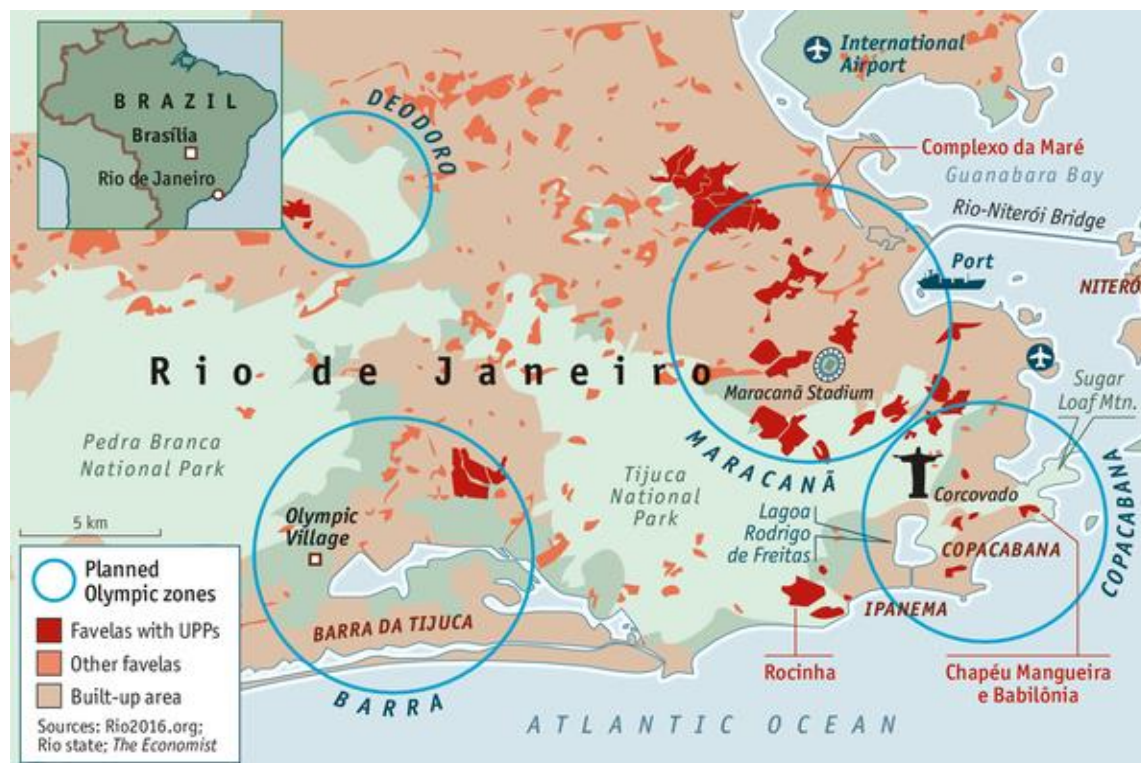 BRAZIL
Brasília
Rio de Janeiro
DEODORO
International
Airport
Complexo da Maré
Guanabara Bay
Rio-Niterói Bridge
Port
NITERÓ
Rio de Janeiro
Maracanã Stadium
Sugar
Loaf Mtn.
MARACANÃ
Pedra Branca
National Park
Tijuca
National
Park
Corcovado
Lagoa
Rodrigo
de Freitas
COPACABANA
COPACABANA
5 km
Olympic
Village
IPANEMA
BARRA DA TIJUCA
BARRA
Rocinha
Chapéu Mangueira
e Babilônia
ATLANTIC OCEAN
Planned
Olympic zones
Favelas with UPPs
Other favelas
Built-up area
Sources: Rio2016.org;
Rio state; The Economist